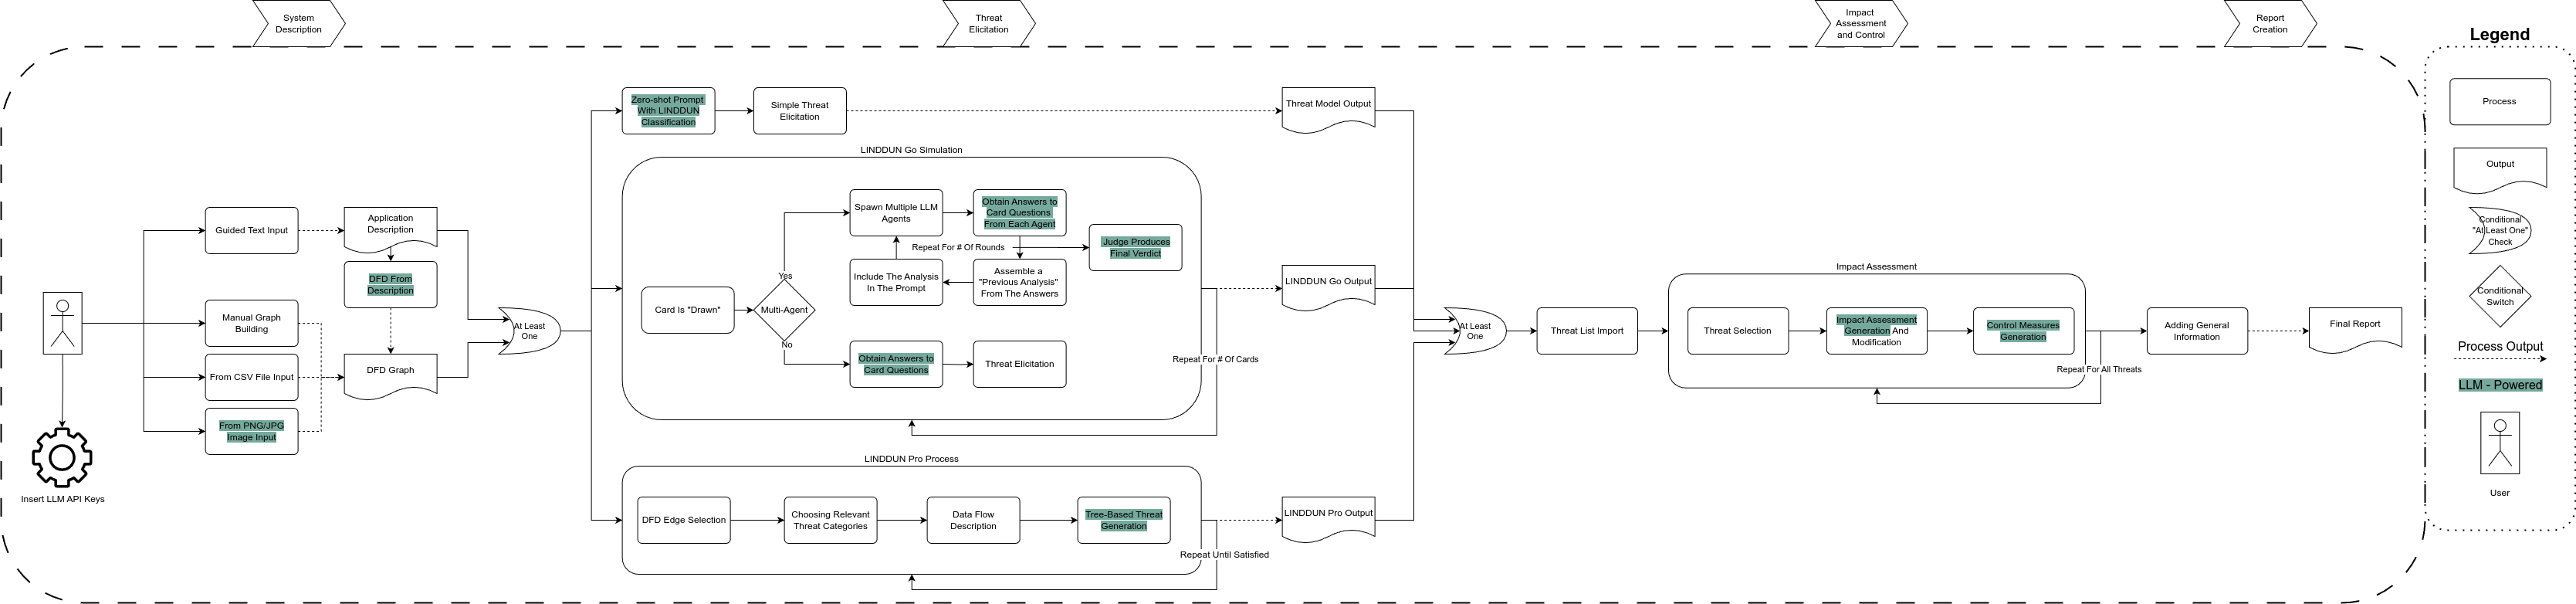 System
Description
Threat
Elicitation
Impact
Assessment
and Control
Report
Creation
Legend
Process
Output
Conditional
"At Least One"
Check
Conditional
Switch
Process Output
LLM - Powered
User
Insert LLM API Keys
Guided Text Input
Manual Graph
Building
From CSV File Input
From PNG/JPG
Image Input
Application
Description
DFD From
Description
DFD Graph
At Least
One
Zero-shot Prompt
With LINDDUN
Classification
Simple Threat
Elicitation
Threat Model Output
LINDDUN Go Simulation
Card Is "Drawn"
Multi-Agent
Yes
No
Spawn Multiple LLM
Agents
Obtain Answers to
Card Questions
From Each Agent
Repeat For # Of Rounds
Judge Produces
Final Verdict
Include The Analysis
In The Prompt
Assemble a
"Previous Analysis"
From The Answers
Obtain Answers to
Card Questions
Threat Elicitation
Repeat For # Of Cards
LINDDUN Go Output
LINDDUN Pro Process
DFD Edge Selection
Choosing Relevant
Threat Categories
Data Flow
Description
Tree-Based Threat
Generation
Repeat Until Satisfied
LINDDUN Pro Output
At Least
One
Threat List Import
Impact Assessment
Threat Selection
Impact Assessment
Generation And
Modification
Control Measures
Generation
Repeat For All Threats
Adding General
Information
Final Report